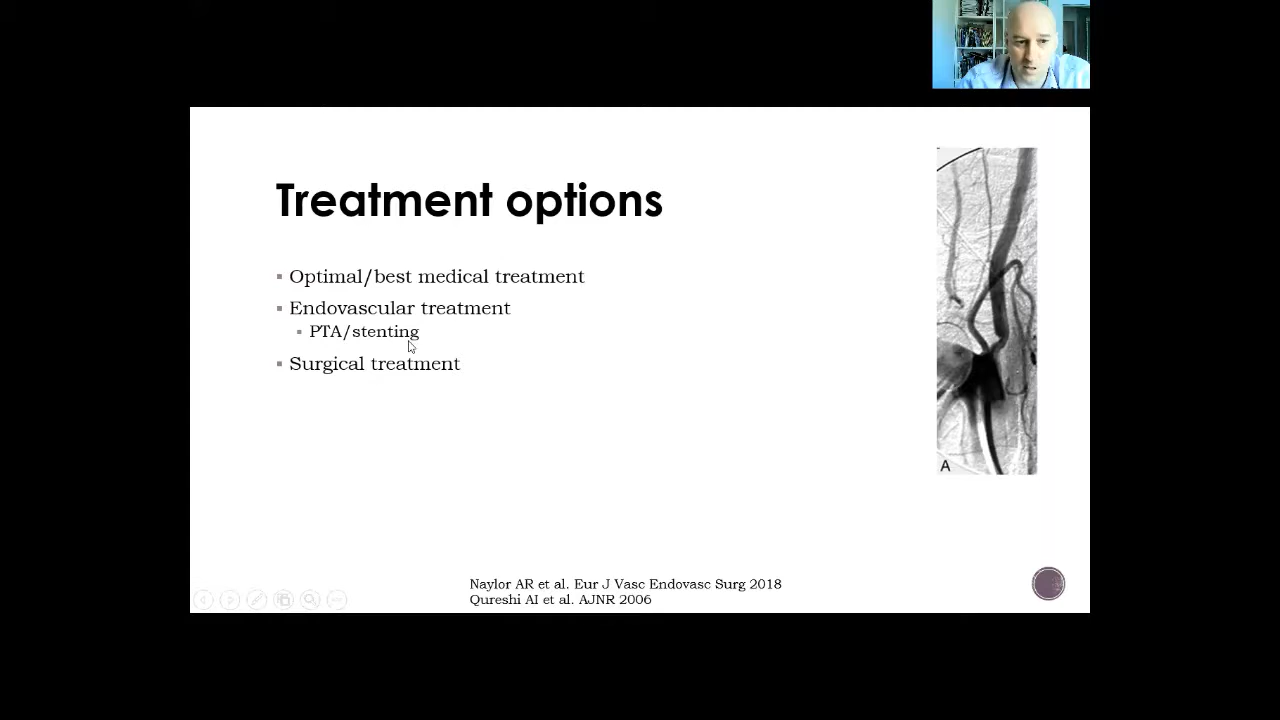 Treatment options
Optimal/best medical treatment
Endovascular treatment
PTA/stenting
Surgical treatment
A
Naylor AR et al. Eur J Vasc Endovasc Surg 2018
Qureshi AI et al. AJNR 2006